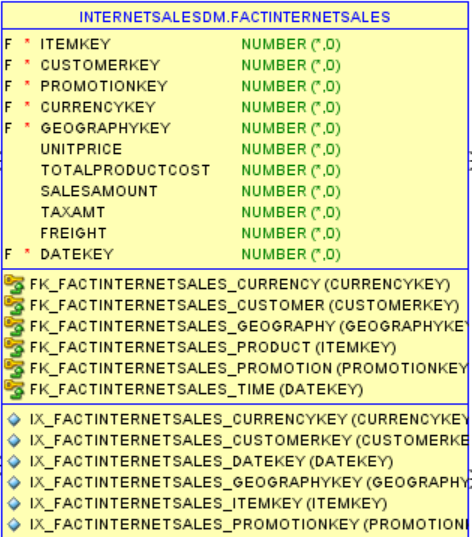 INTERNETSALESDM.FACTINTERNETSALES
F * ITEMKEY NUMBER (*,0)
F * CUSTOMERKEY NUMBER (*,0)
F * PROMOTIONKEY NUMBER (*,0)
F * CURRENCYKEY NUMBER (*,0)
F * GEOGRAPHYKEY NUMBER (*,0)
UNITPRICE NUMBER (*,0)
TOTALPRODUCTCOST NUMBER (*,0)
SALESAMOUNT NUMBER (*,0)
TAXAMT NUMBER (*,0)
FREIGHT NUMBER (*,0)
F * DATEKEY NUMBER (*,0)
FK_FACTINTERNETSALES_CURRENCY (CURRENCYKEY)
FK_FACTINTERNETSALES_CUSTOMER (CUSTOMERKEY)
FK_FACTINTERNETSALES_GEOGRAPHY (GEOGRAPHYKEY
FK_FACTINTERNETSALES_PRODUCT (ITEMKEY)
FK_FACTINTERNETSALES_PROMOTION (PROMOTIONKEY
FK_FACTINTERNETSALES_TIME (DATEKEY)
IX_FACTINTERNETSALES_CURRENCYKEY (CURRENCYKEY
IX_FACTINTERNETSALES_CUSTOMERKEY (CUSTOMERKE
IX_FACTINTERNETSALES_DATEKEY (DATEKEY)
IX_FACTINTERNETSALES_GEOGRAPHYKEY (GEOGRAPHY
IX_FACTINTERNETSALES_ITEMKEY (ITEMKEY)
IX_FACTINTERNETSALES_PROMOTIONKEY (PROMOTION